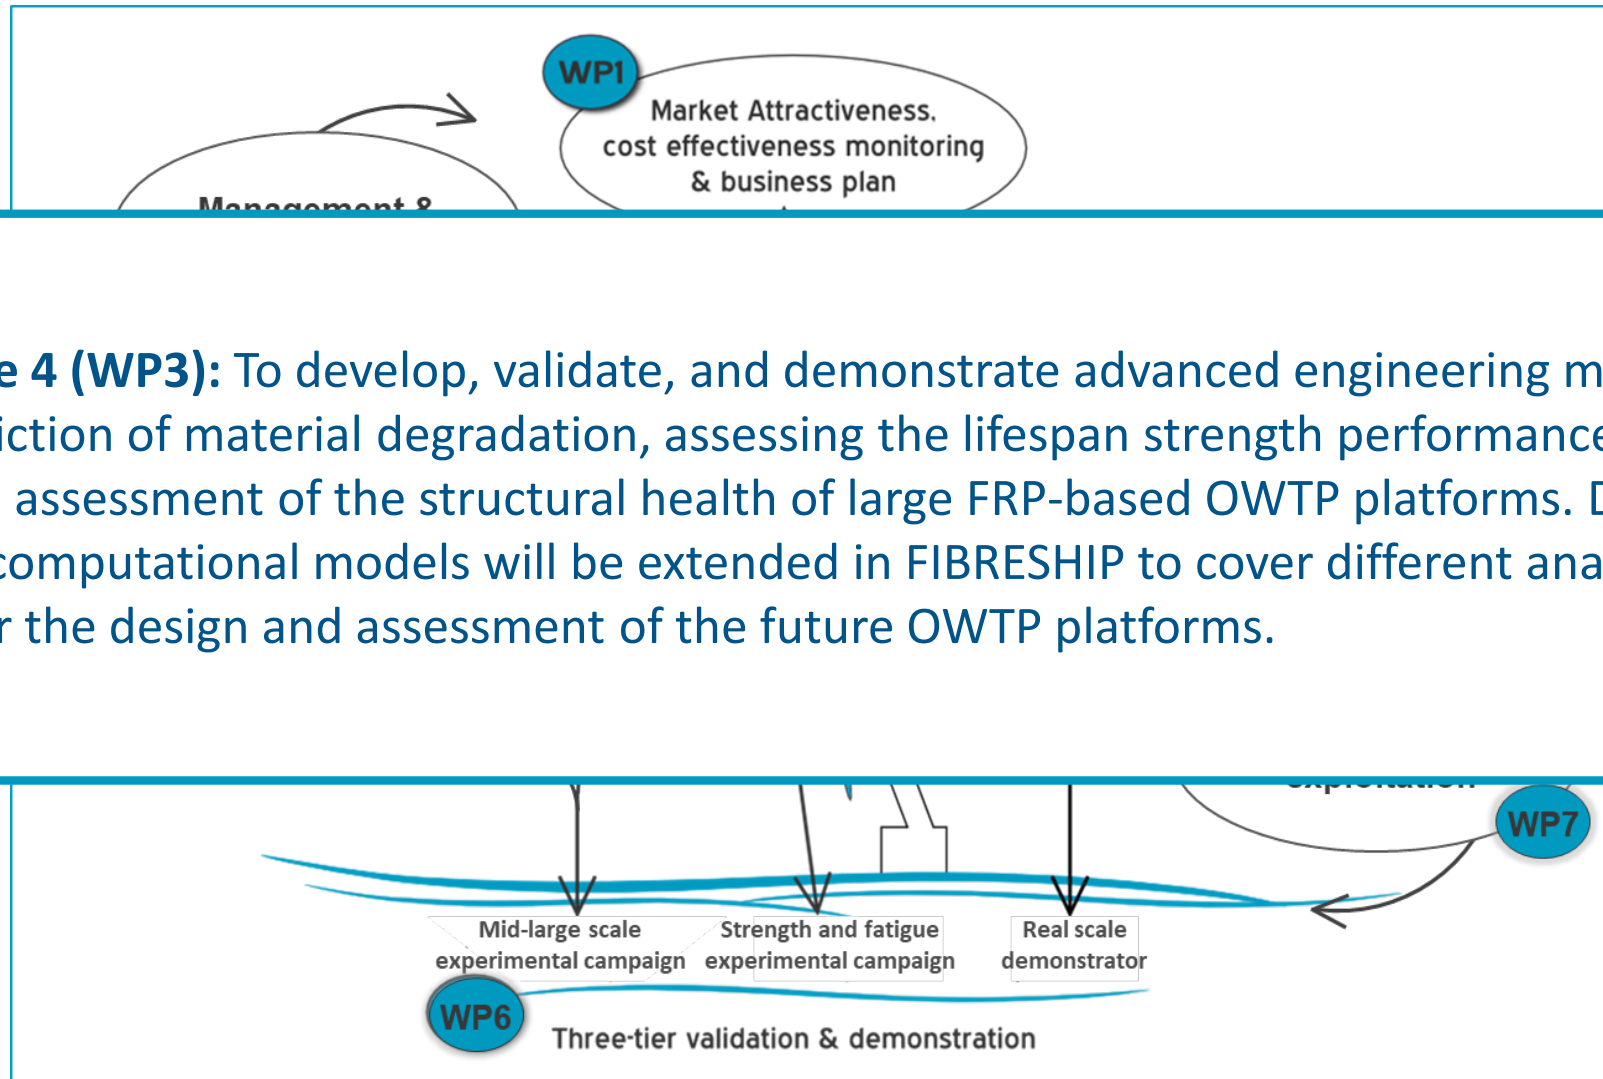 WP1
Market Attractiveness,
cost effectiveness monitoring
& business plan
Management &
e 4 (WP3): To develop, validate, and demonstrate advanced engineering m
iction of material degradation, assessing the lifespan strength performance
assessment of the structural health of large FRP-based OWTP platforms. D
computational models will be extended in FIBRESHIP to cover different ana
r the design and assessment of the future OWTP platforms.
exploitation
WP7
Mid-large scale
experimental campaign
Strength and fatigue
experimental campaign
Real scale
demonstrator
WP6
Three-tier validation & demonstration